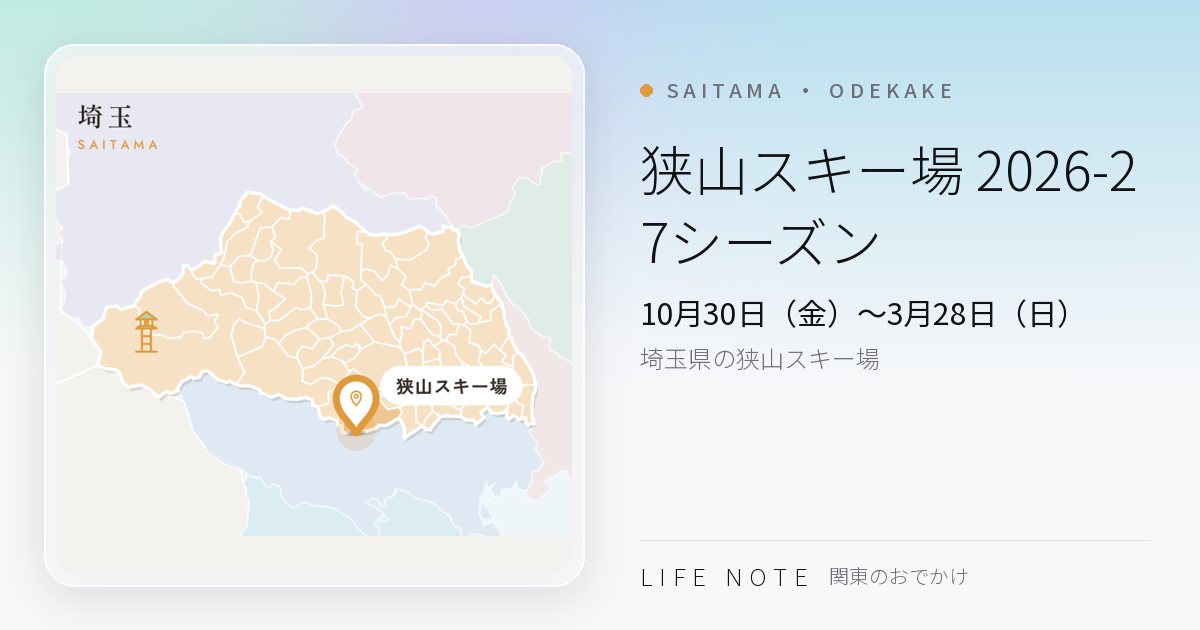 埼玉
SAITAMA
狭山スキー場
SAITAMA • ODEKAKE
狭山スキー場 2026-2
7シーズン
10月30日（金）〜3月28日（日）
埼玉県の狭山スキー場
LIFE NOTE 関東のおでかけ